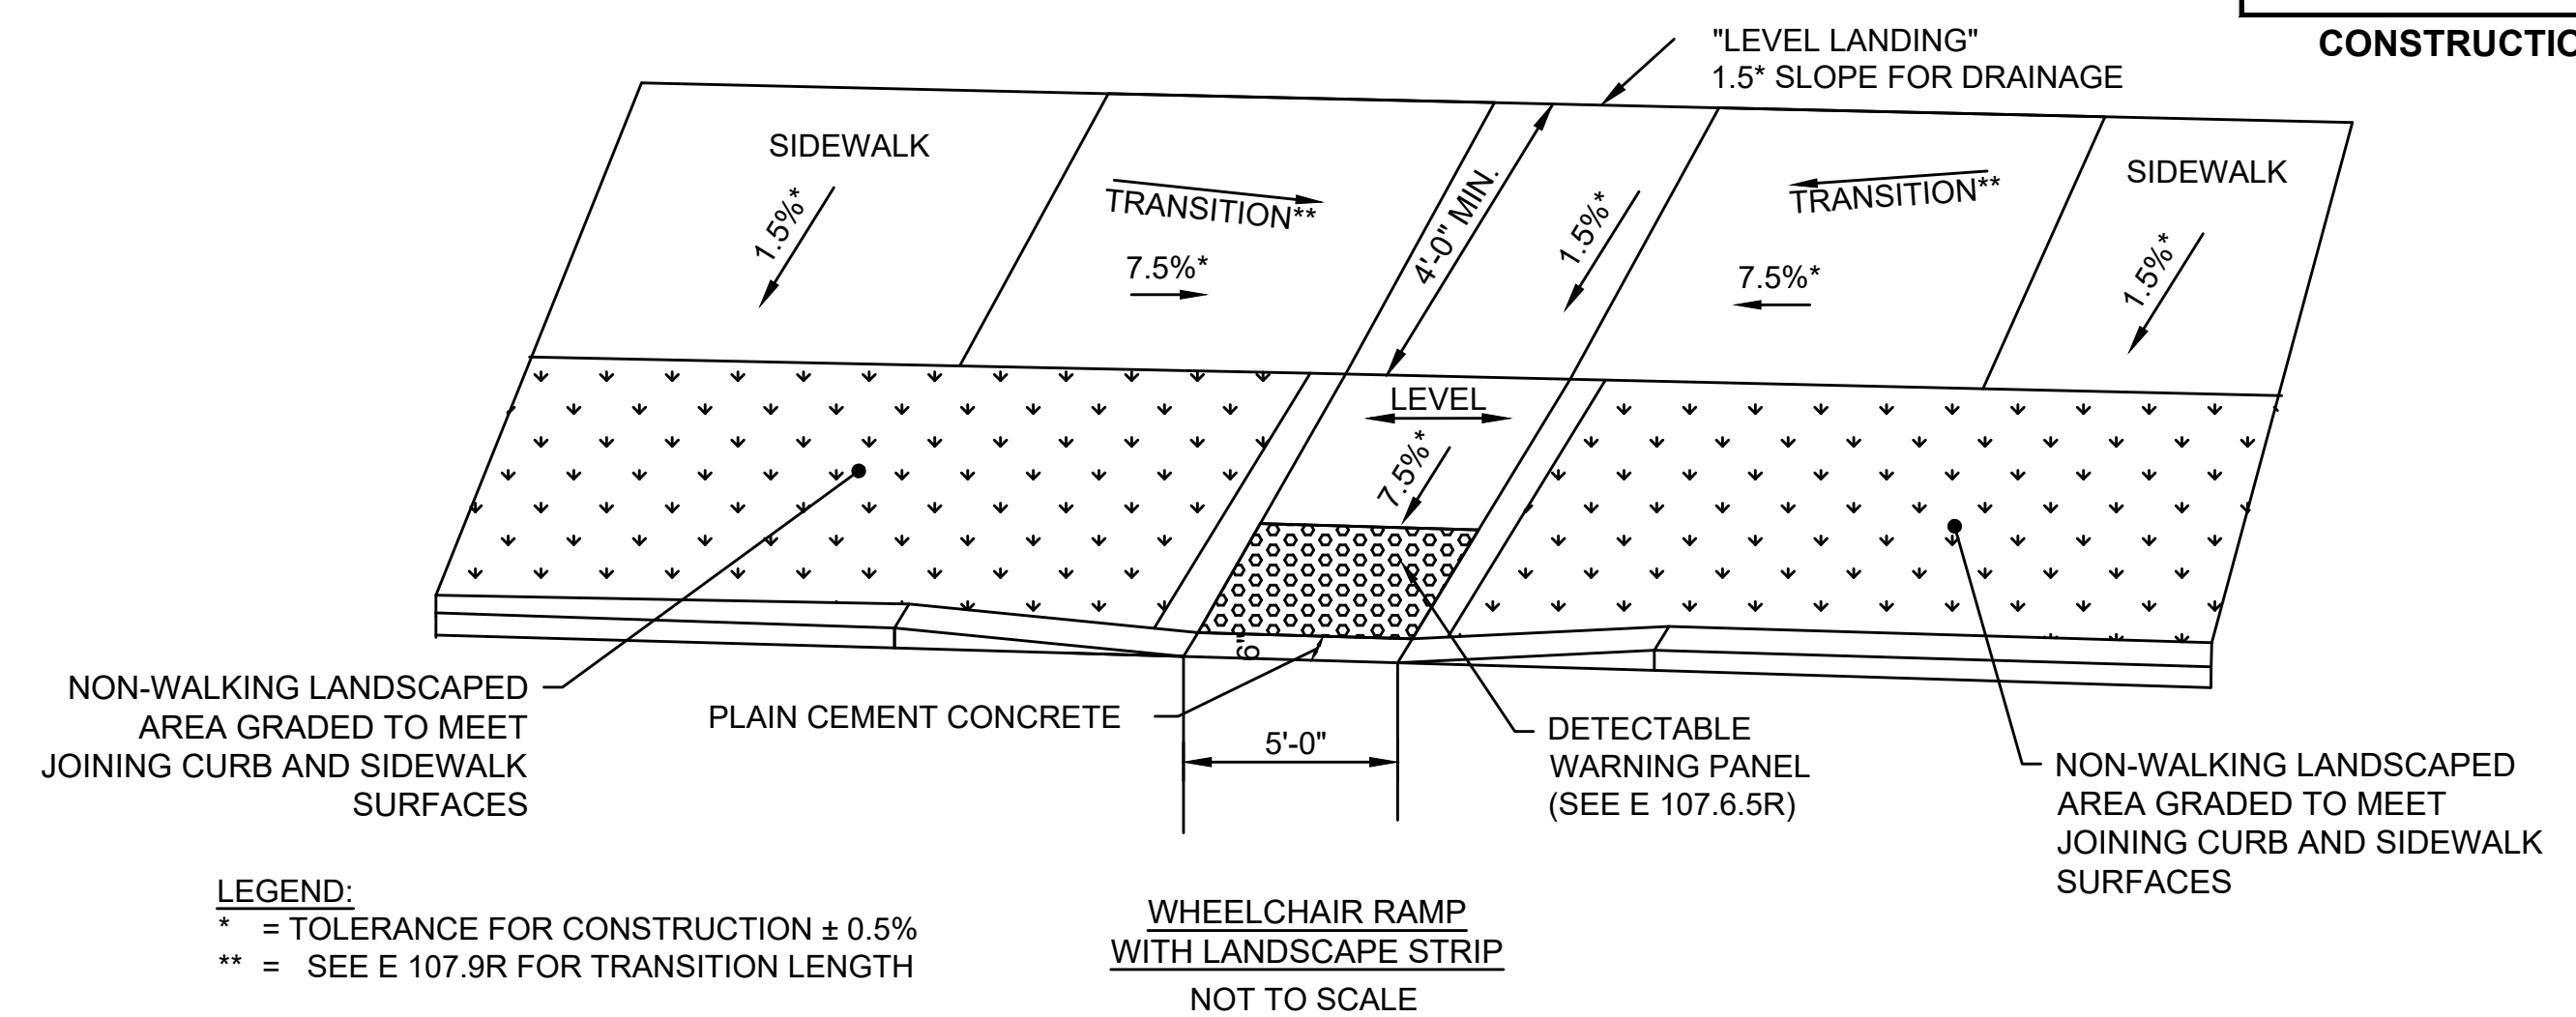 CONSTRUCTIO
"LEVEL LANDING"
1.5* SLOPE FOR DRAINAGE
SIDEWALK
1.5%*
TRANSITION**
7.5%*
4'-0" MIN.
1.5%*
TRANSITION**
7.5%*
SIDEWALK
1.5%*
LEVEL
7.5%*
6"
NON-WALKING LANDSCAPED
AREA GRADED TO MEET
JOINING CURB AND SIDEWALK
SURFACES
PLAIN CEMENT CONCRETE
5'-0"
DETECTABLE
WARNING PANEL
(SEE E 107.6.5R)
NON-WALKING LANDSCAPED
AREA GRADED TO MEET
JOINING CURB AND SIDEWALK
SURFACES
LEGEND:
* = TOLERANCE FOR CONSTRUCTION ± 0.5%
** = SEE E 107.9R FOR TRANSITION LENGTH
WHEELCHAIR RAMP
WITH LANDSCAPE STRIP
NOT TO SCALE